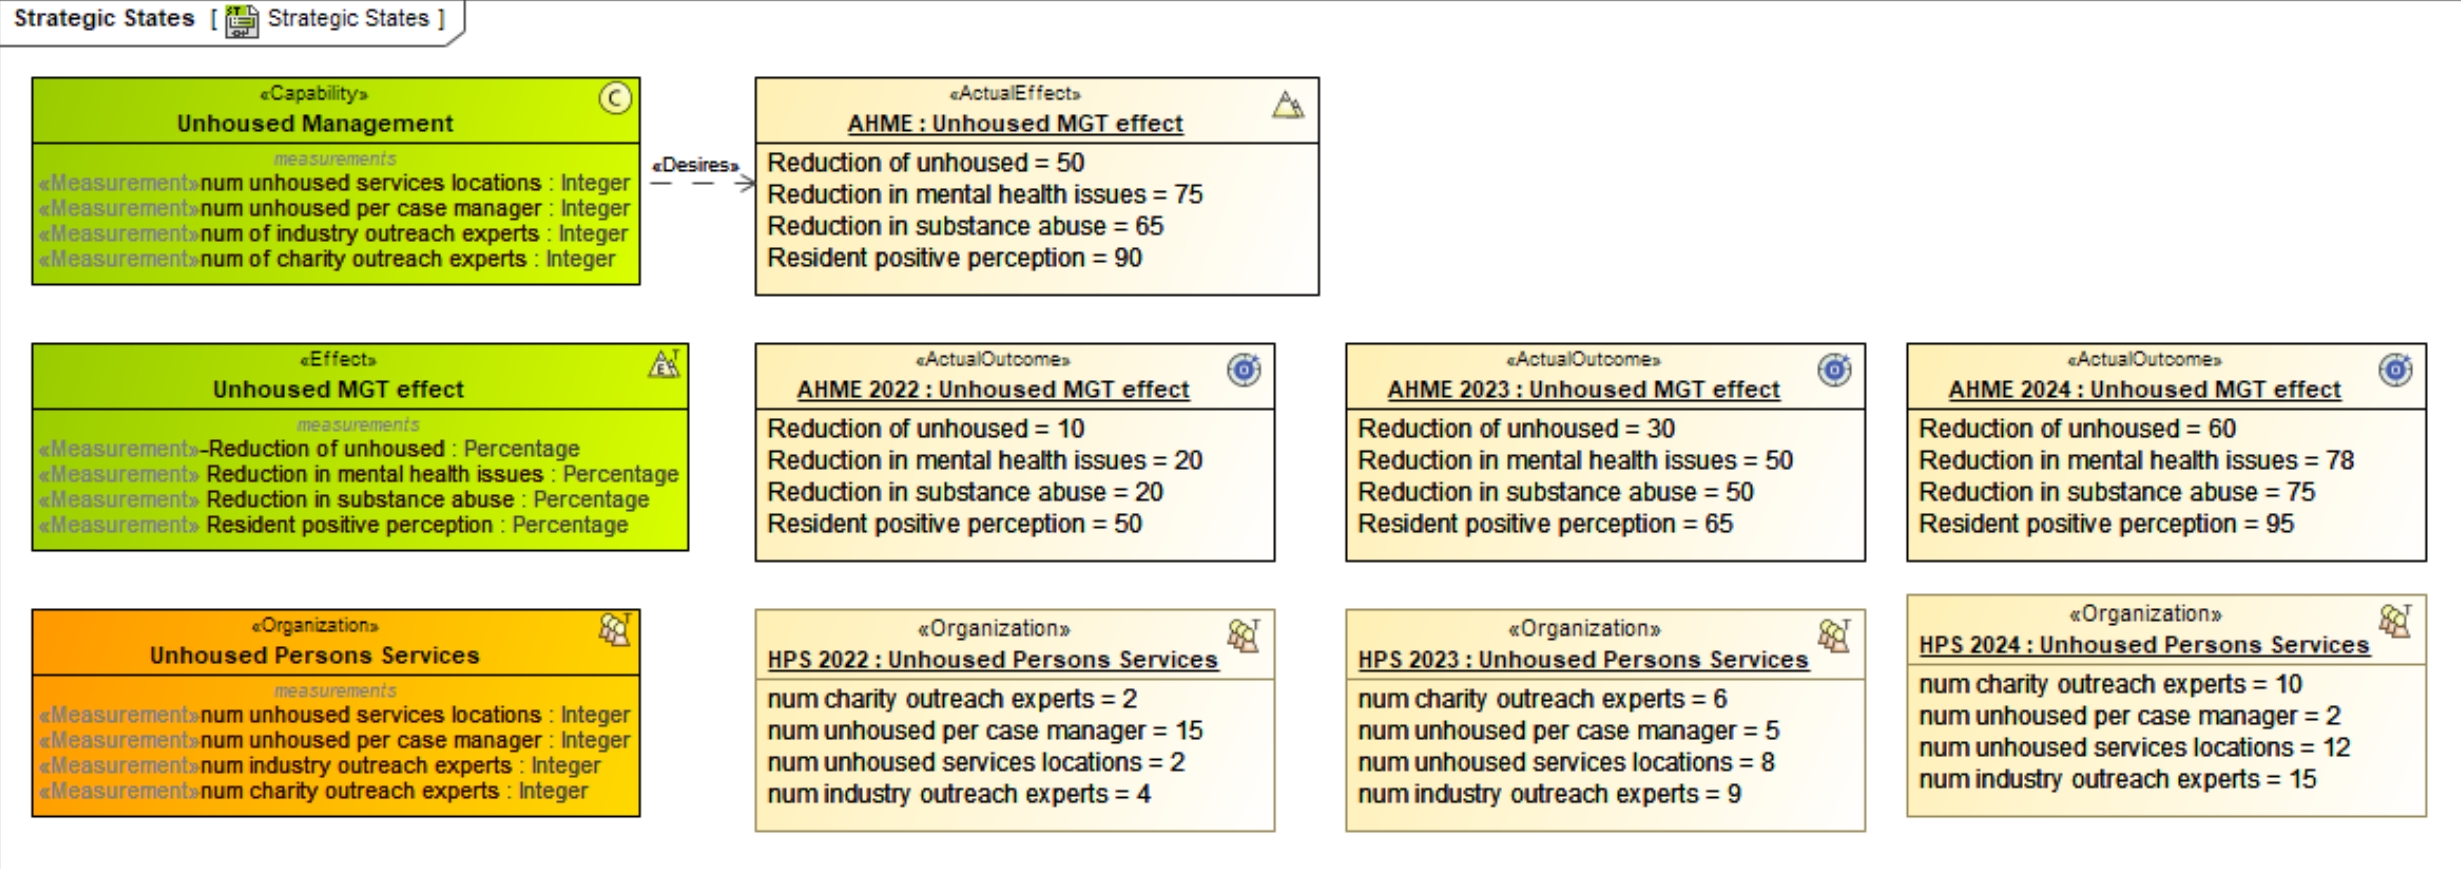 Strategic States [ Strategic States ]
«Capability»
Unhoused Management
measurements
«Measurement»num unhoused services locations : Integer
«Measurement»num unhoused per case manager : Integer
«Measurement»num of industry outreach experts : Integer
«Measurement»num of charity outreach experts : Integer
C
«Desires»
«ActualEffect»
AHME : Unhoused MGT effect
Reduction of unhoused = 50
Reduction in mental health issues = 75
Reduction in substance abuse = 65
Resident positive perception = 90
«Effect»
Unhoused MGT effect
measurements
«Measurement»-Reduction of unhoused : Percentage
«Measurement» Reduction in mental health issues : Percentage
«Measurement» Reduction in substance abuse : Percentage
«Measurement» Resident positive perception : Percentage
«ActualOutcome»
AHME 2022 : Unhoused MGT effect
Reduction of unhoused = 10
Reduction in mental health issues = 20
Reduction in substance abuse = 20
Resident positive perception = 50
«ActualOutcome»
AHME 2023 : Unhoused MGT effect
Reduction of unhoused = 30
Reduction in mental health issues = 50
Reduction in substance abuse = 50
Resident positive perception = 65
«ActualOutcome»
AHME 2024 : Unhoused MGT effect
Reduction of unhoused = 60
Reduction in mental health issues = 78
Reduction in substance abuse = 75
Resident positive perception = 95
«Organization»
Unhoused Persons Services
measurements
«Measurement»num unhoused services locations : Integer
«Measurement»num unhoused per case manager : Integer
«Measurement»num industry outreach experts : Integer
«Measurement»num charity outreach experts : Integer
«Organization»
HPS 2022 : Unhoused Persons Services
num charity outreach experts = 2
num unhoused per case manager = 15
num unhoused services locations = 2
num industry outreach experts = 4
«Organization»
HPS 2023 : Unhoused Persons Services
num charity outreach experts = 6
num unhoused per case manager = 5
num unhoused services locations = 8
num industry outreach experts = 9
«Organization»
HPS 2024 : Unhoused Persons Services
num charity outreach experts = 10
num unhoused per case manager = 2
num unhoused services locations = 12
num industry outreach experts = 15